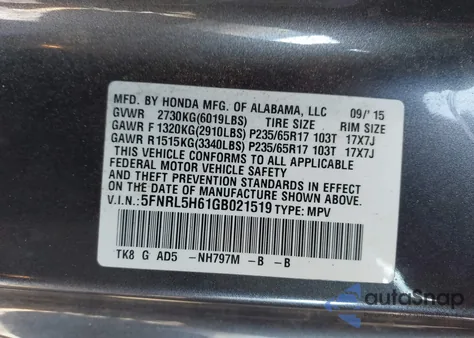 MFD. BY HONDA MFG. OF ALABAMA, LLC 09/'15
GVWR 2730KG(6019LBS) TIRE SIZE RIM SIZE
GAWR F 1320KG(2910LBS) P235/65R17 103T 17X7J
GAWR R1515KG(3340LBS) P235/65R17 103T 17X7J
THIS VEHICLE CONFORMS TO ALL APPLICABLE
FEDERAL MOTOR VEHICLE SAFETY
AND THEFT PREVENTION STANDARDS IN EFFECT
ON THE DATE OF MANUFACTURE SHOWN ABOVE.
V.I.N.: 5FNRL5H61GB021519 TYPE: MPV
TK8 G AD5 -NH797M -B -B
autoSnap